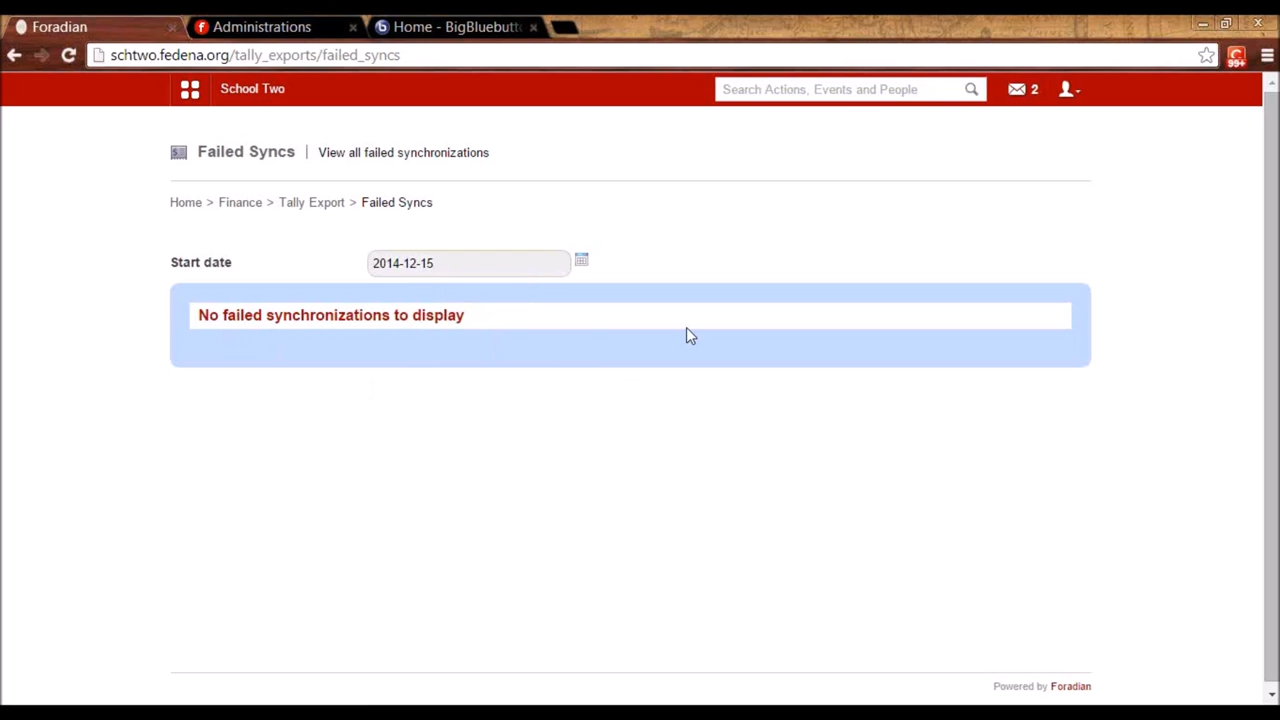 Foradian
Administrations
Home - BigBluebutto
schtwo.fedena.org/tally_exports/failed_syncs
99+
School Two
Search Actions, Events and People
2
Failed Syncs | View all failed synchronizations
Home > Finance > Tally Export > Failed Syncs
Start date
2014-12-15
No failed synchronizations to display
Powered by Foradian